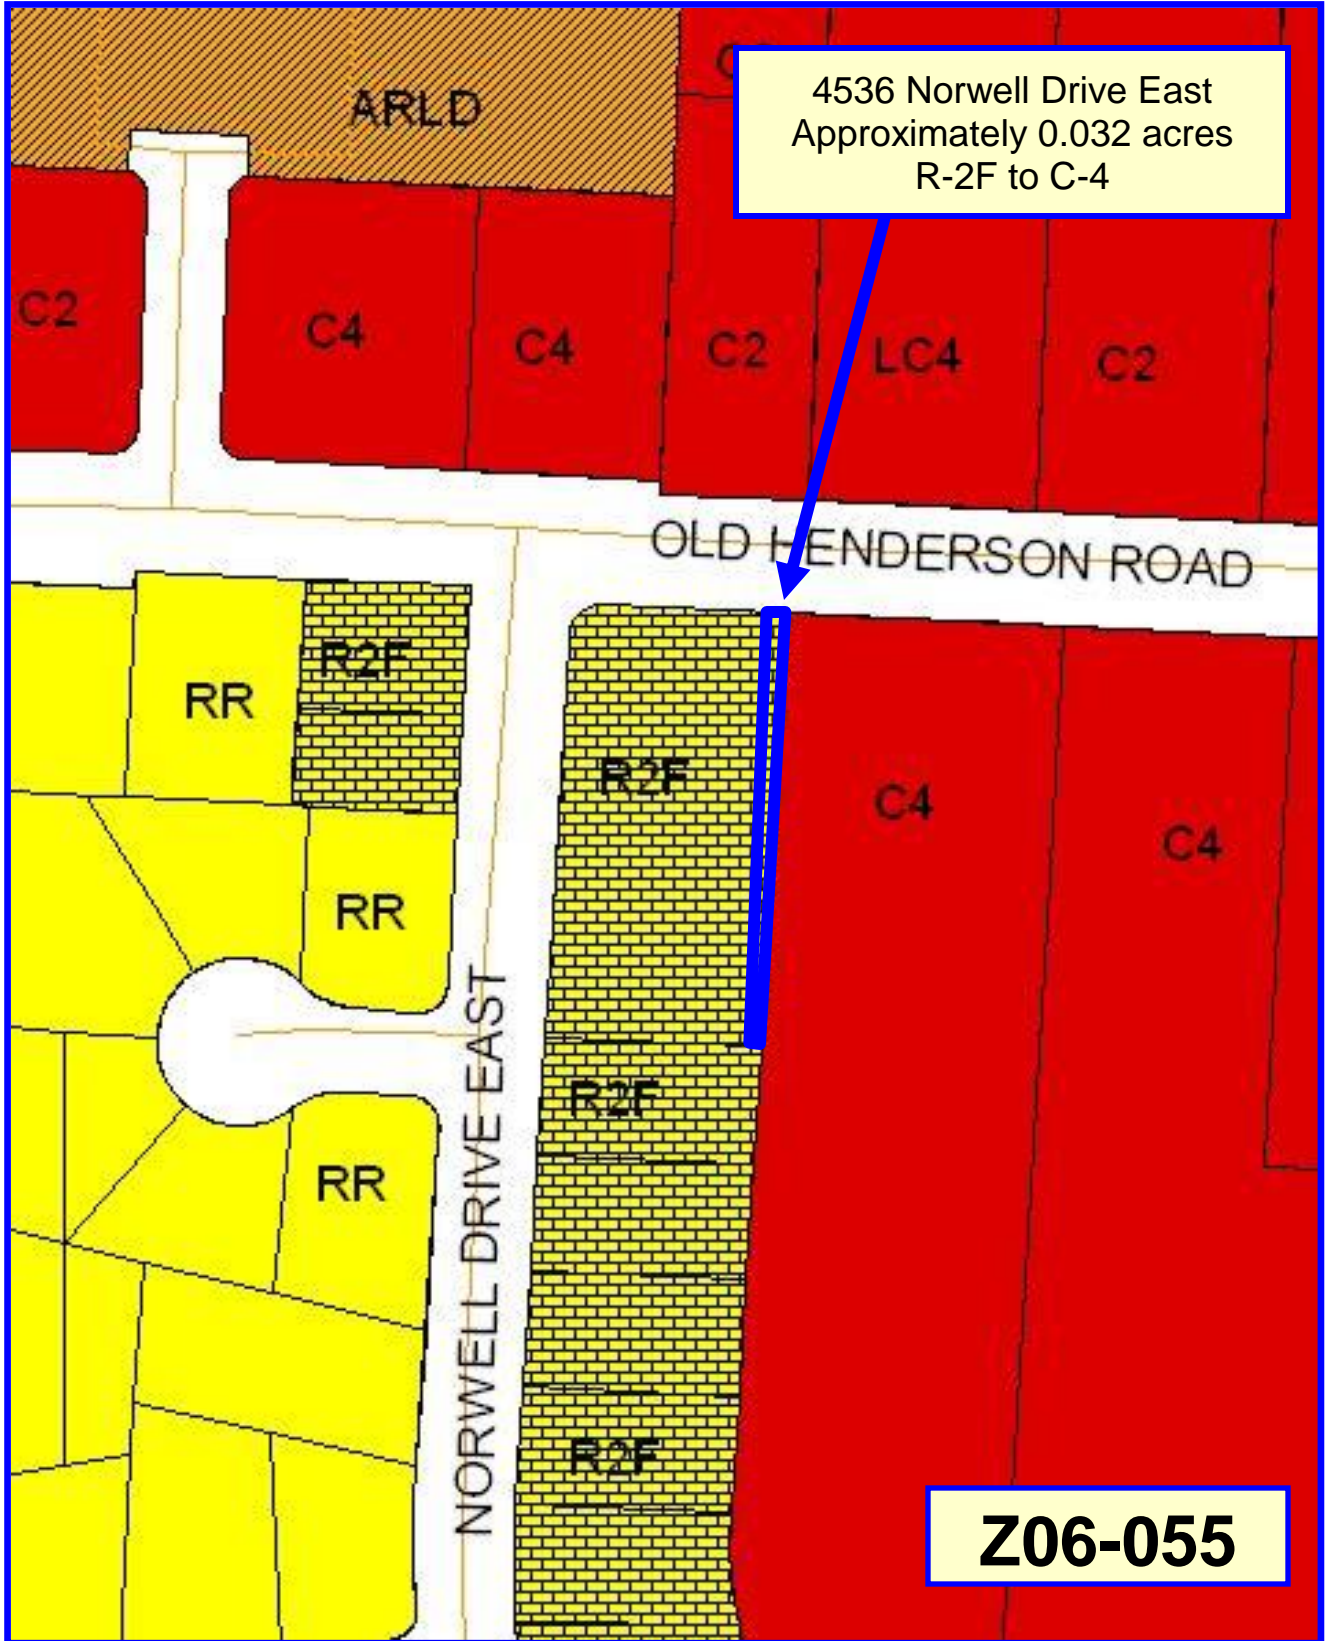 ARLD
4536 Norwell Drive East
Approximately 0.032 acres
R-2F to C-4
C2
C4
C4
C2
LC4
C2
OLD HENDERSON ROAD
R2F
RR
R2F
C4
C4
RR
NORWELL DRIVE EAST
R2F
RR
R2F
Z06-055